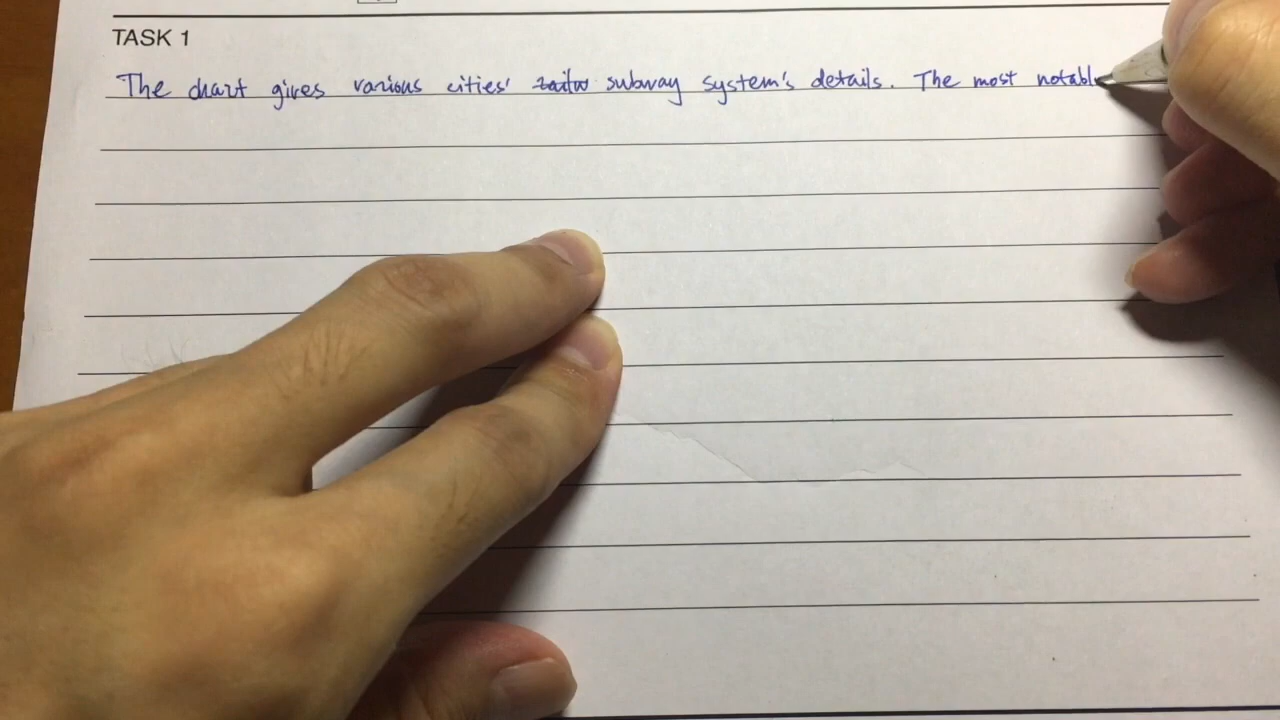 TASK 1
The chart gives various cities' subway system's details. The most notabl